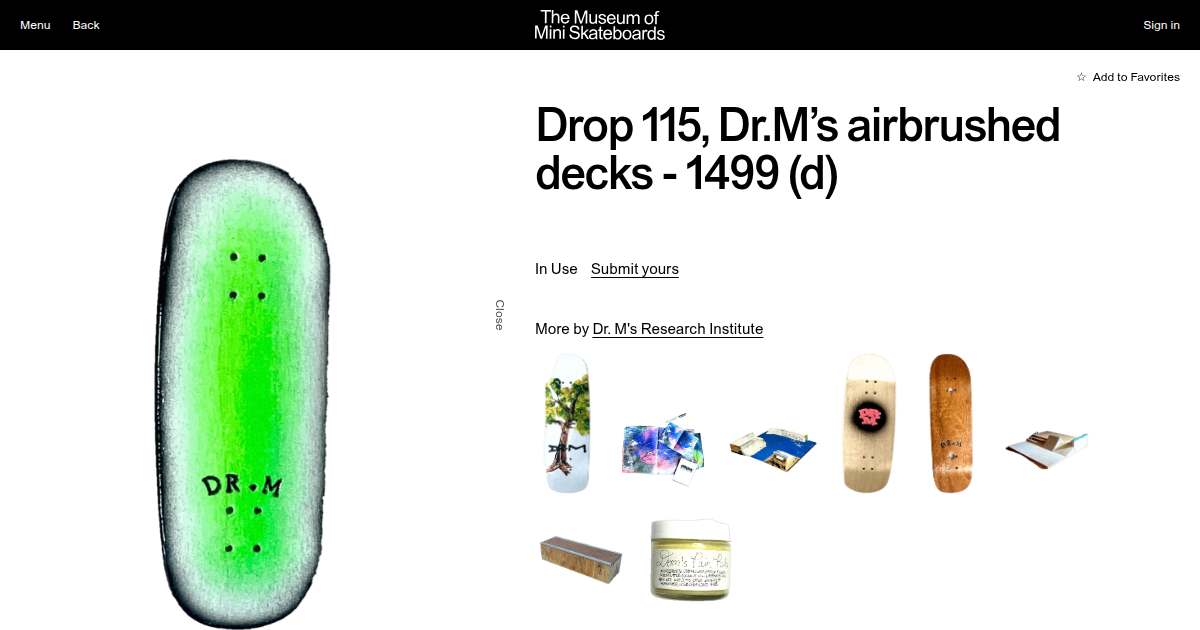 Menu
Back
The Museum of
Mini Skateboards
Sign in
☆ Add to Favorites
Drop 115, Dr.M’s airbrushed
decks - 1499 (d)
In Use
Submit yours
Close
More by Dr. M's Research Institute
DR.M
DR.M